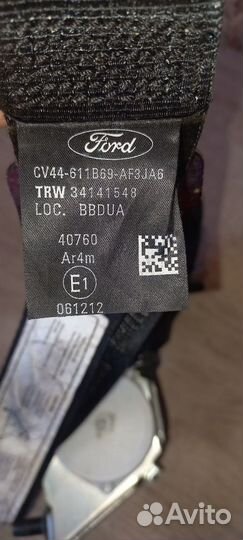 Ford
CV44-611B69-AF3JA6
TRW 34141548
LOC. BBDUA
40760
Ar4m
E1
061212
Avito